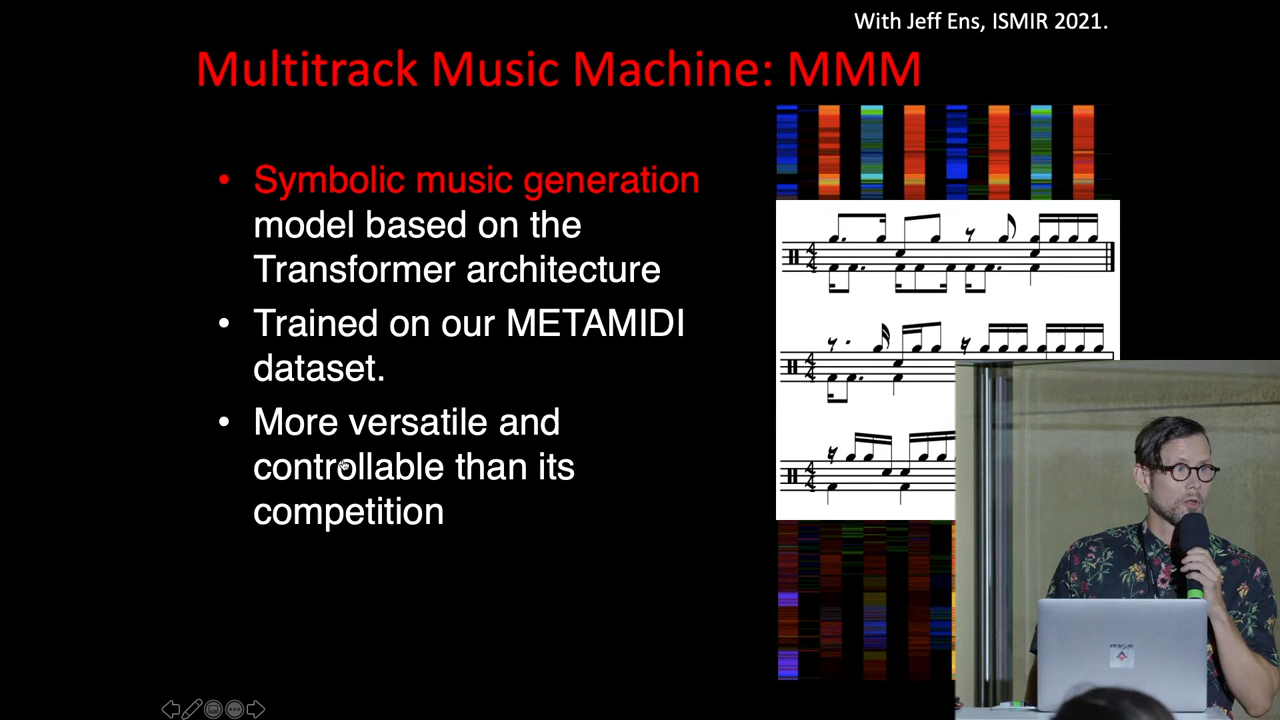 With Jeff Ens, ISMIR 2021.
Multitrack Music Machine: MMM
• Symbolic music generation
model based on the
Transformer architecture
• Trained on our METAMIDI
dataset.
• More versatile and
controllable than its
competition